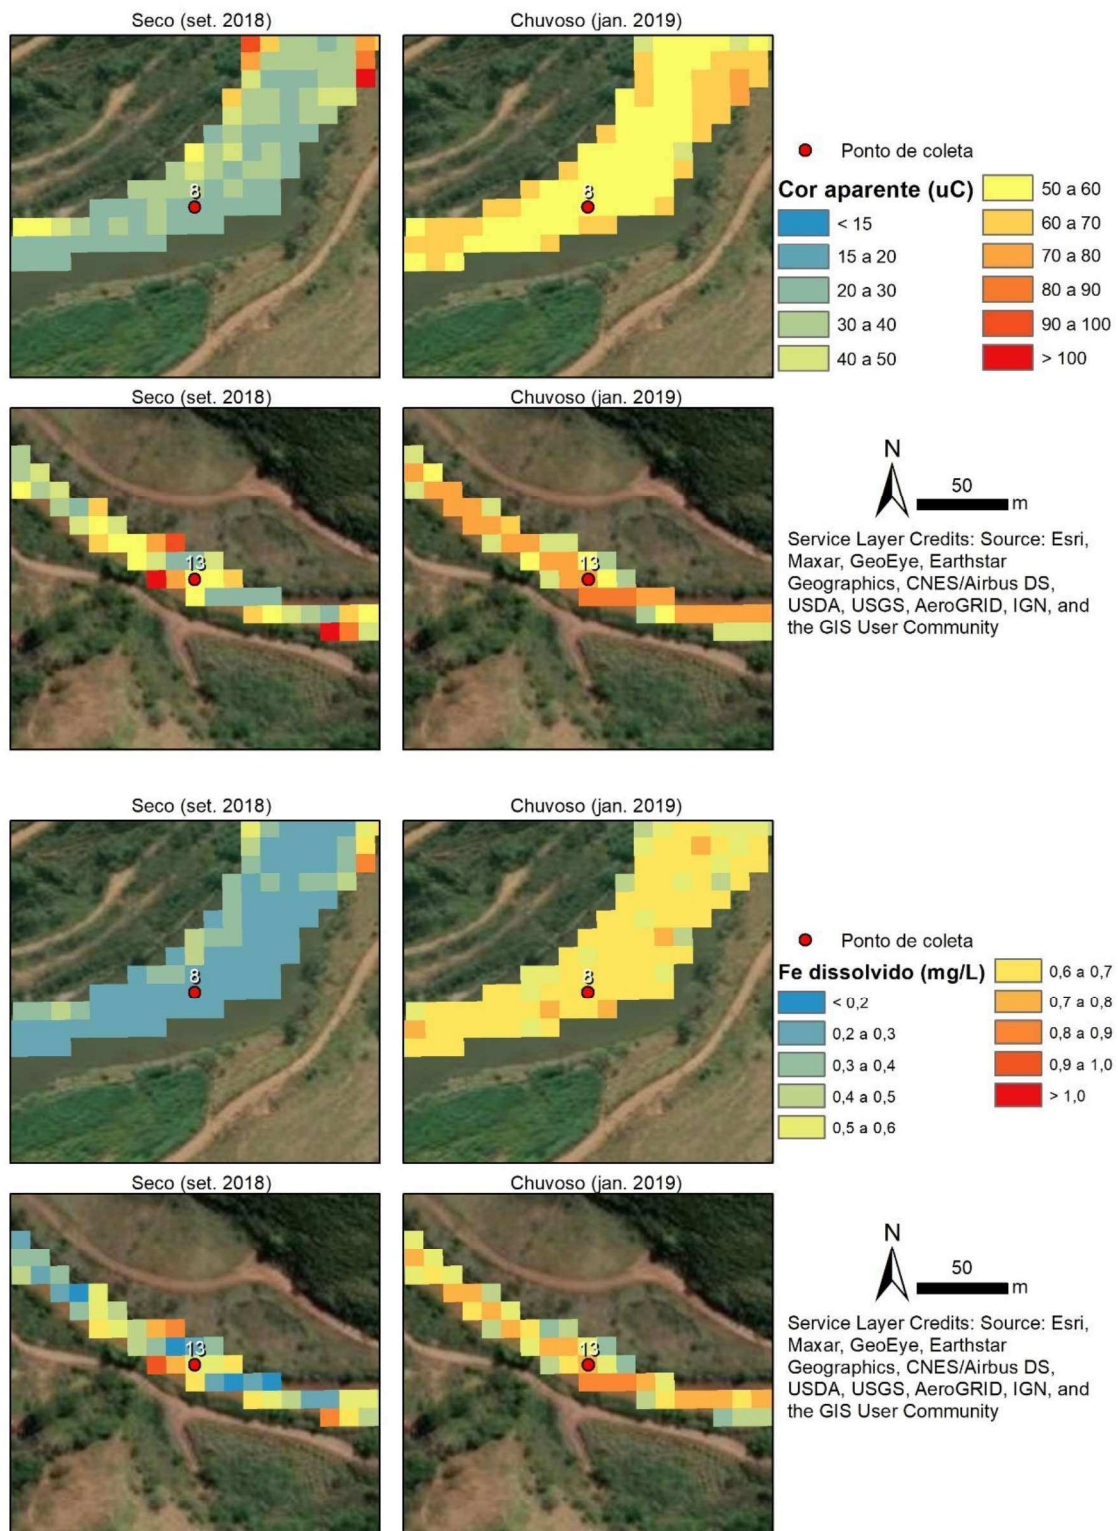 Seco (set. 2018)
Chuvoso (jan. 2019)
8
8
Ponto de coleta
Cor aparente (uC)
< 15
15 a 20
20 a 30
30 a 40
40 a 50
50 a 60
60 a 70
70 a 80
80 a 90
90 a 100
> 100
Seco (set. 2018)
Chuvoso (jan. 2019)
13
13
N
50
m
Service Layer Credits: Source: Esri,
Maxar, GeoEye, Earthstar
Geographics, CNES/Airbus DS,
USDA, USGS, AeroGRID, IGN, and
the GIS User Community
Seco (set. 2018)
Chuvoso (jan. 2019)
8
8
Ponto de coleta
Fe dissolvido (mg/L)
< 0,2
0,2 a 0,3
0,3 a 0,4
0,4 a 0,5
0,5 a 0,6
0,6 a 0,7
0,7 a 0,8
0,8 a 0,9
0,9 a 1,0
> 1,0
Seco (set. 2018)
Chuvoso (jan. 2019)
13
13
N
50
m
Service Layer Credits: Source: Esri,
Maxar, GeoEye, Earthstar
Geographics, CNES/Airbus DS,
USDA, USGS, AeroGRID, IGN, and
the GIS User Community